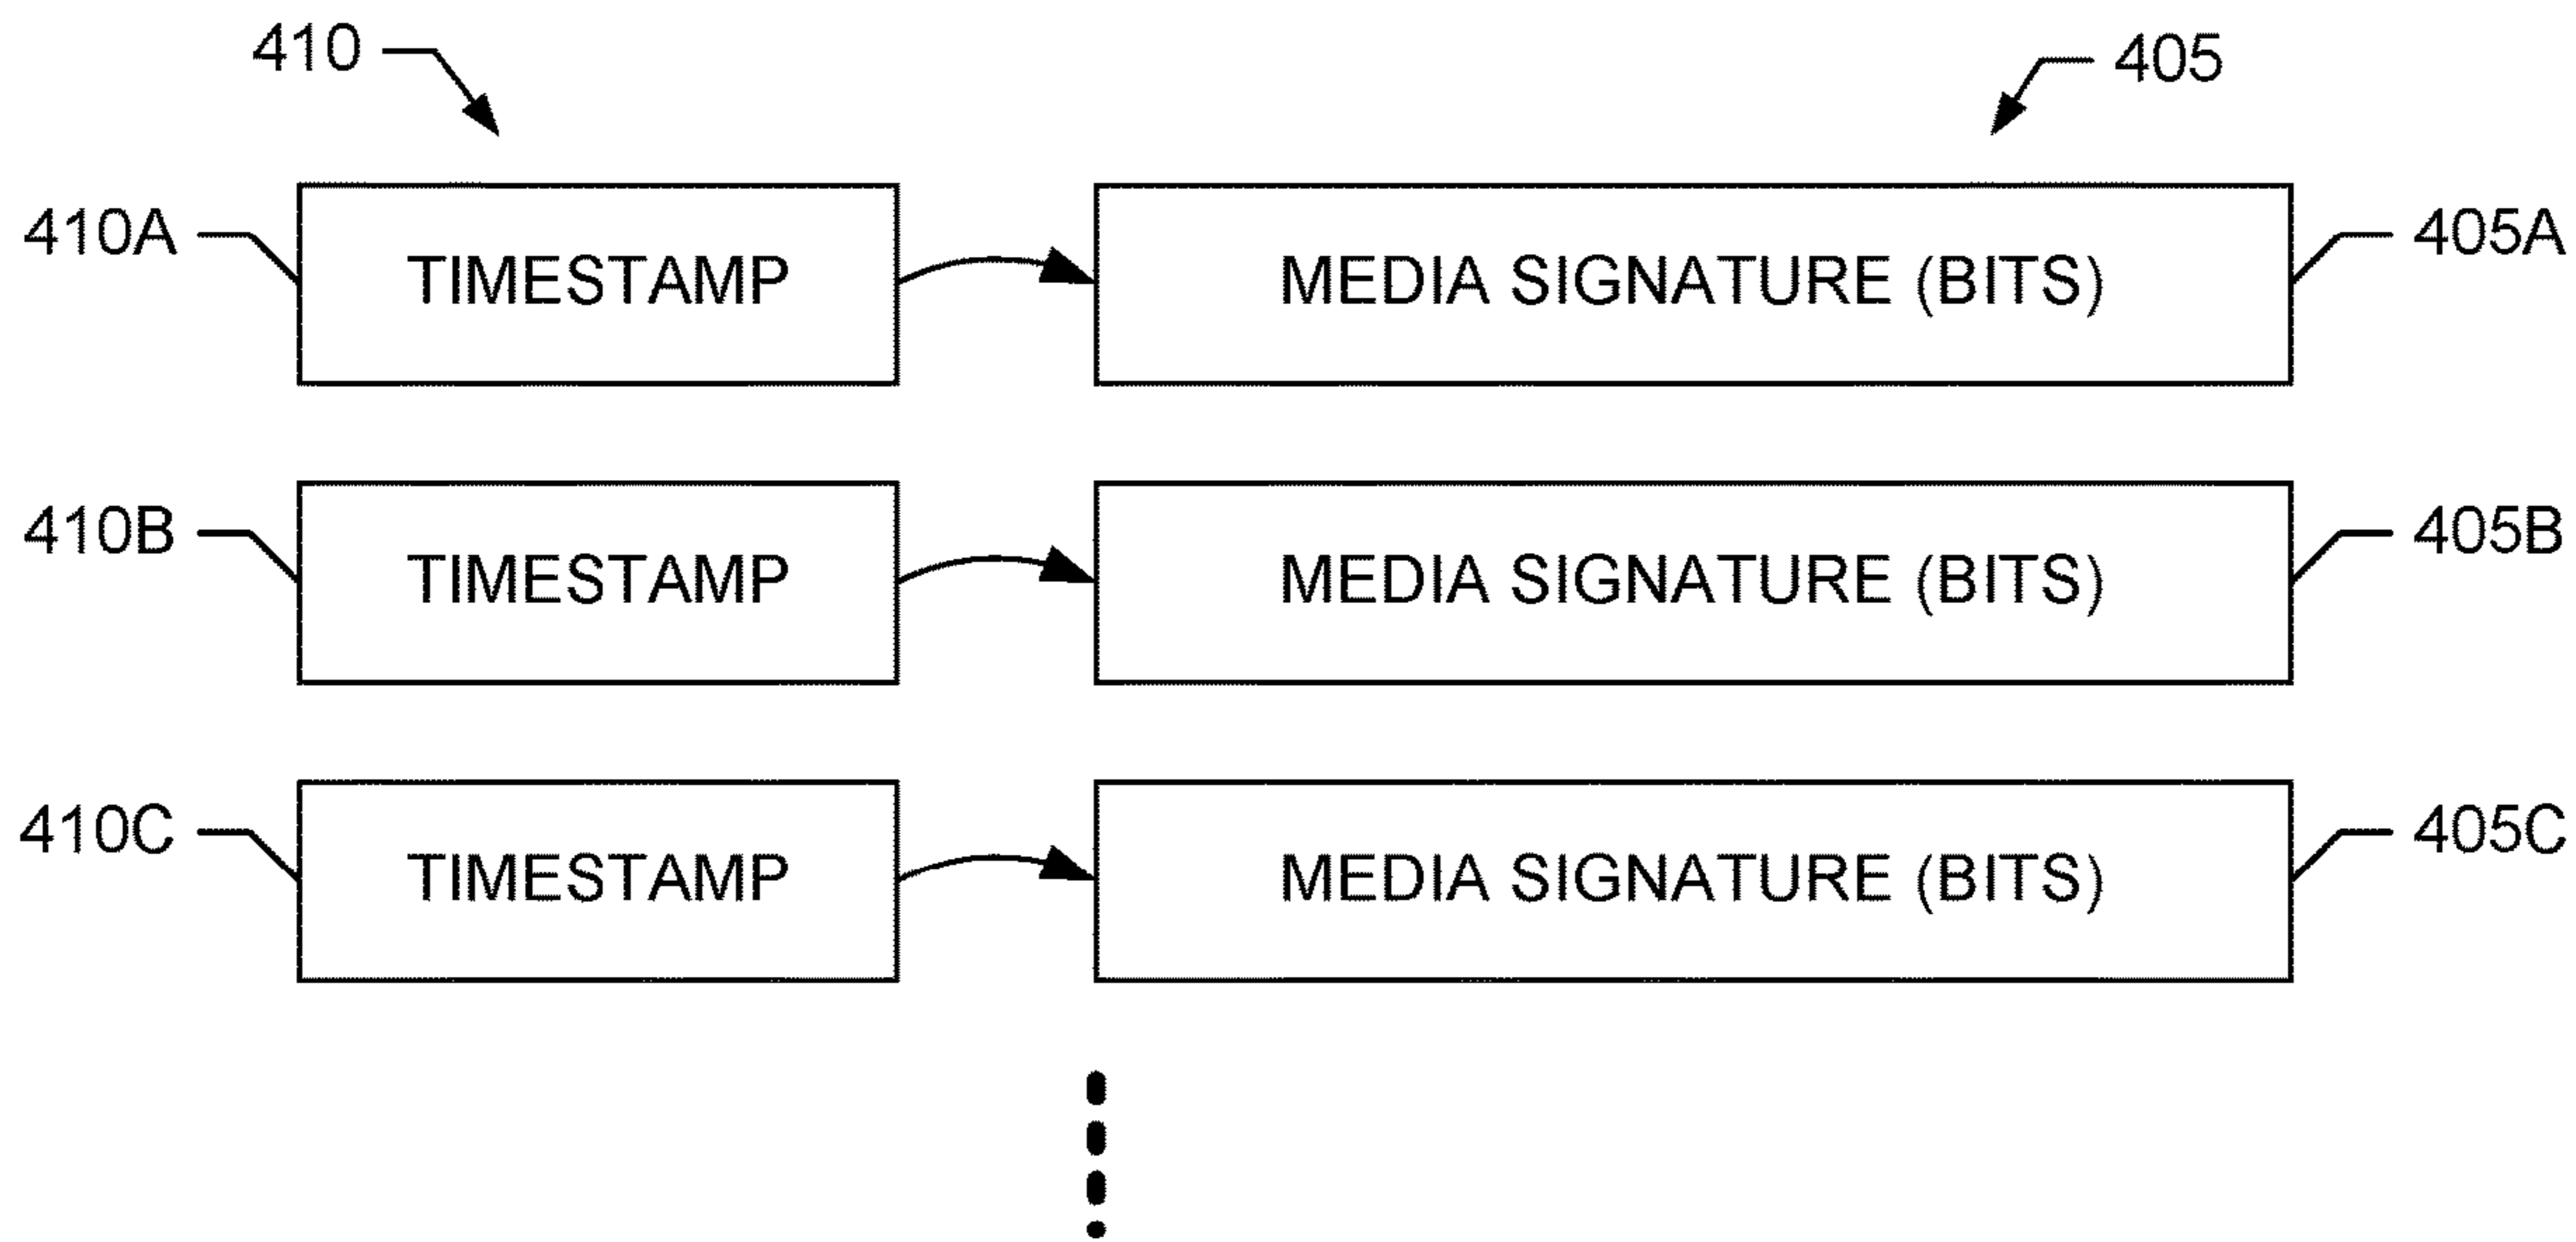 410 405
410A TIMESTAMP MEDIA SIGNATURE (BITS) 405A
410B TIMESTAMP MEDIA SIGNATURE (BITS) 405B
410C TIMESTAMP MEDIA SIGNATURE (BITS) 405C